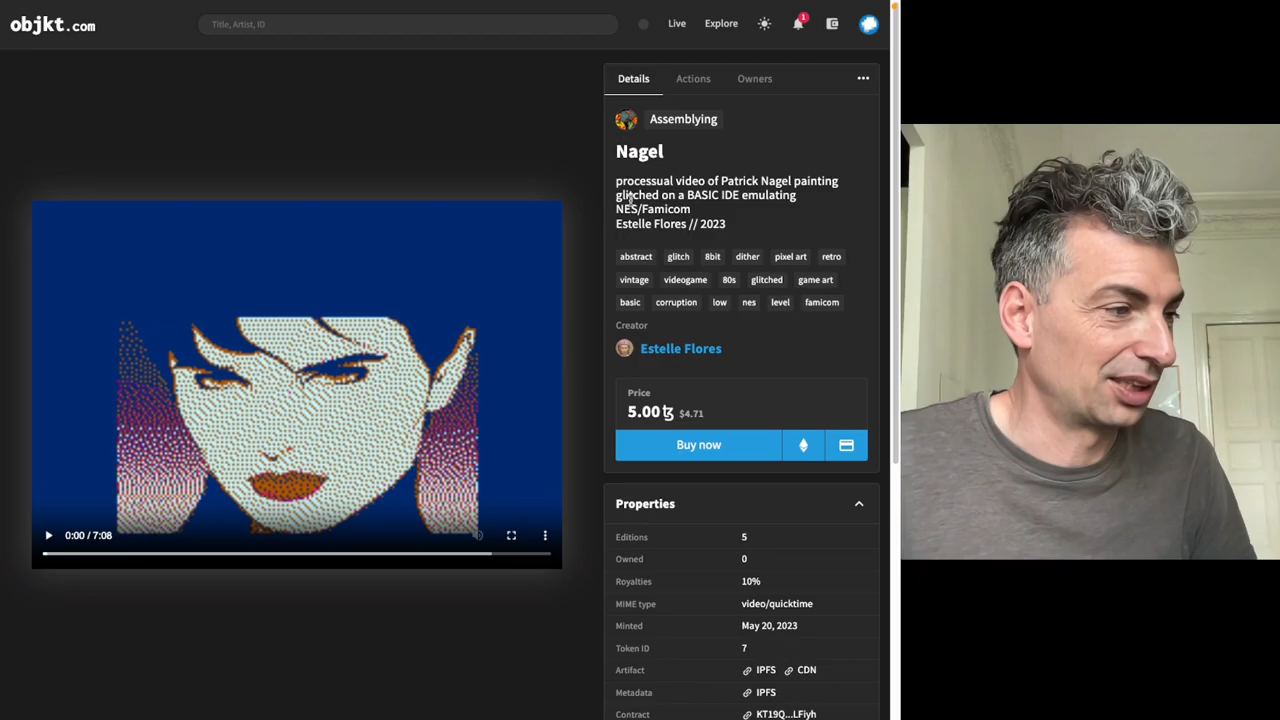 objkt.com
Title, Artist, ID
Live
Explore
1
Details
Actions
Owners
Assemblying
Nagel
processual video of Patrick Nagel painting
glitched on a BASIC IDE emulating
NES/Famicom
Estelle Flores // 2023
abstract glitch 8bit dither pixel art retro
vintage videogame 80s glitched game art
basic corruption low nes level famicom
Creator
Estelle Flores
Price
5.00 ꜩ $4.71
Buy now
0:00 / 7:08
Properties
Editions 5
Owned 0
Royalties 10%
MIME type video/quicktime
Minted May 20, 2023
Token ID 7
Artifact IPFS CDN
Metadata IPFS
Contract KT19Q...LFiyh